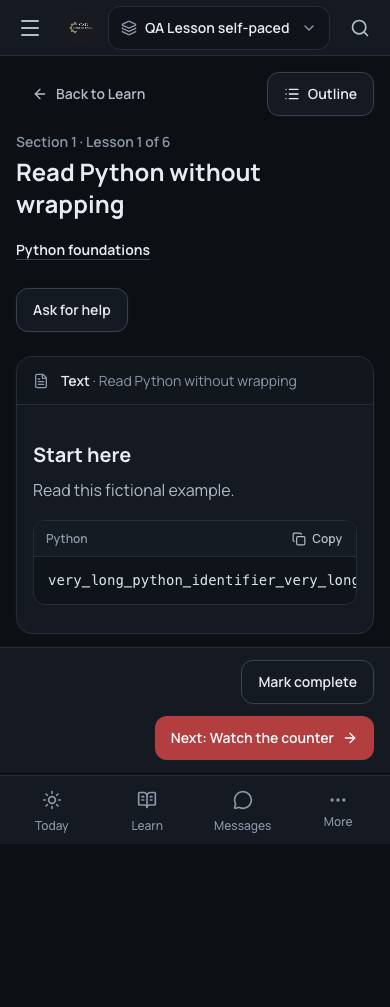 QA Lesson self-paced
Back to Learn
Outline
Section 1 · Lesson 1 of 6
Read Python without
wrapping
Python foundations
Ask for help
Text · Read Python without wrapping
Start here
Read this fictional example.
Python
Copy
very_long_python_identifier_very_long
Mark complete
Next: Watch the counter
Today
Learn
Messages
More